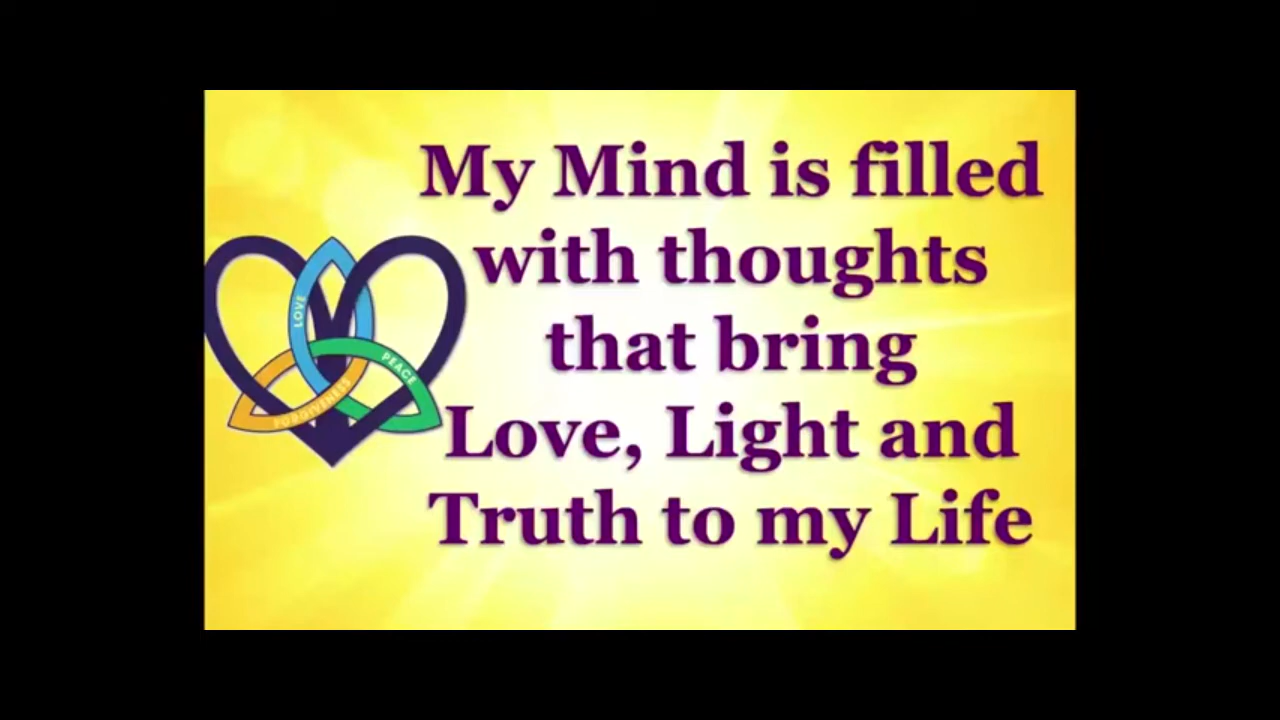 My Mind is filled
with thoughts
that bring
Love, Light and
Truth to my Life
LOVE
PEACE
FORGIVENESS